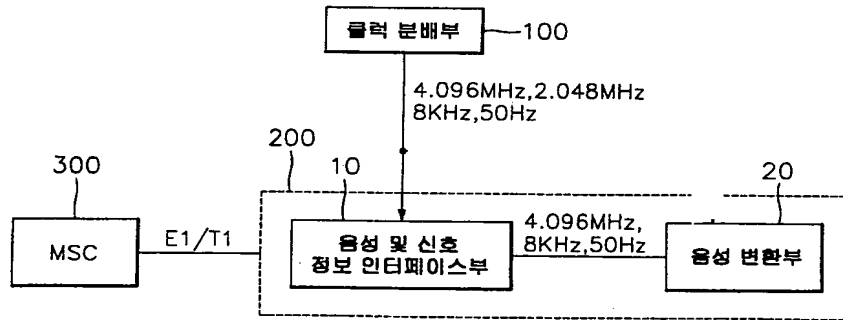 클럭 분배부
100
4.096MHz,2.048MHz
8KHz,50Hz
300
200
10
20
MSC
E1/T1
음성 및 신호
정보 인터페이스부
4.096MHz,
8KHz,50Hz
음성 변환부